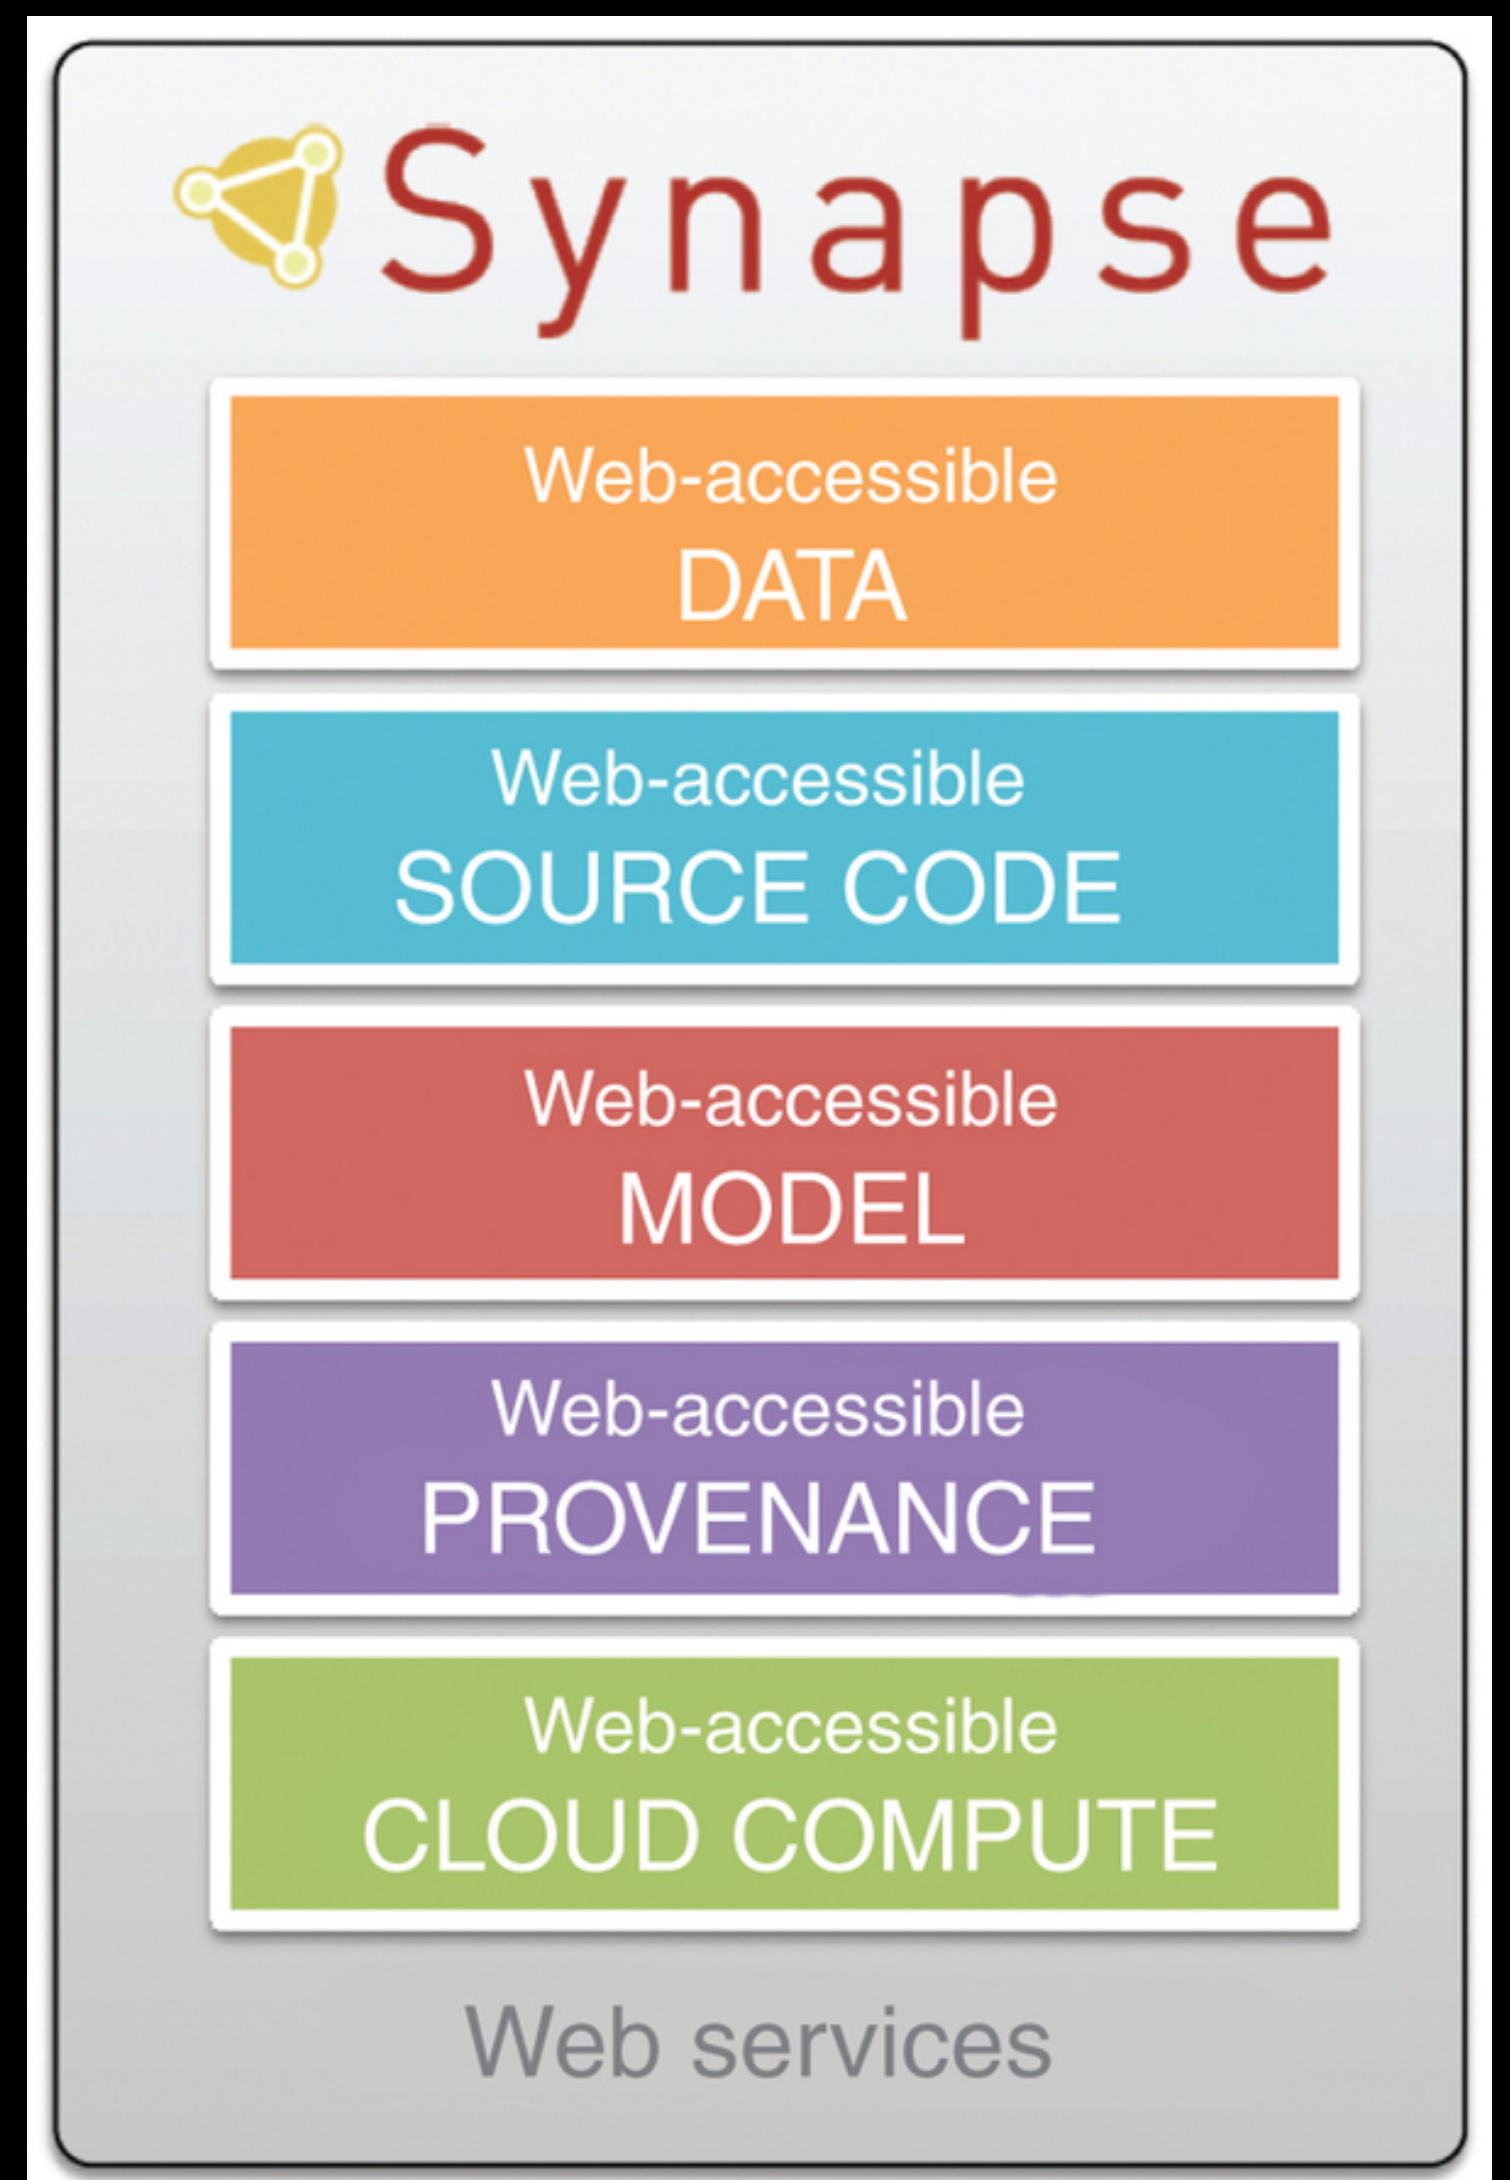 Synapse
Web-accessible
DATA
Web-accessible
SOURCE CODE
Web-accessible
MODEL
Web-accessible
PROVENANCE
Web-accessible
CLOUD COMPUTE
Web services